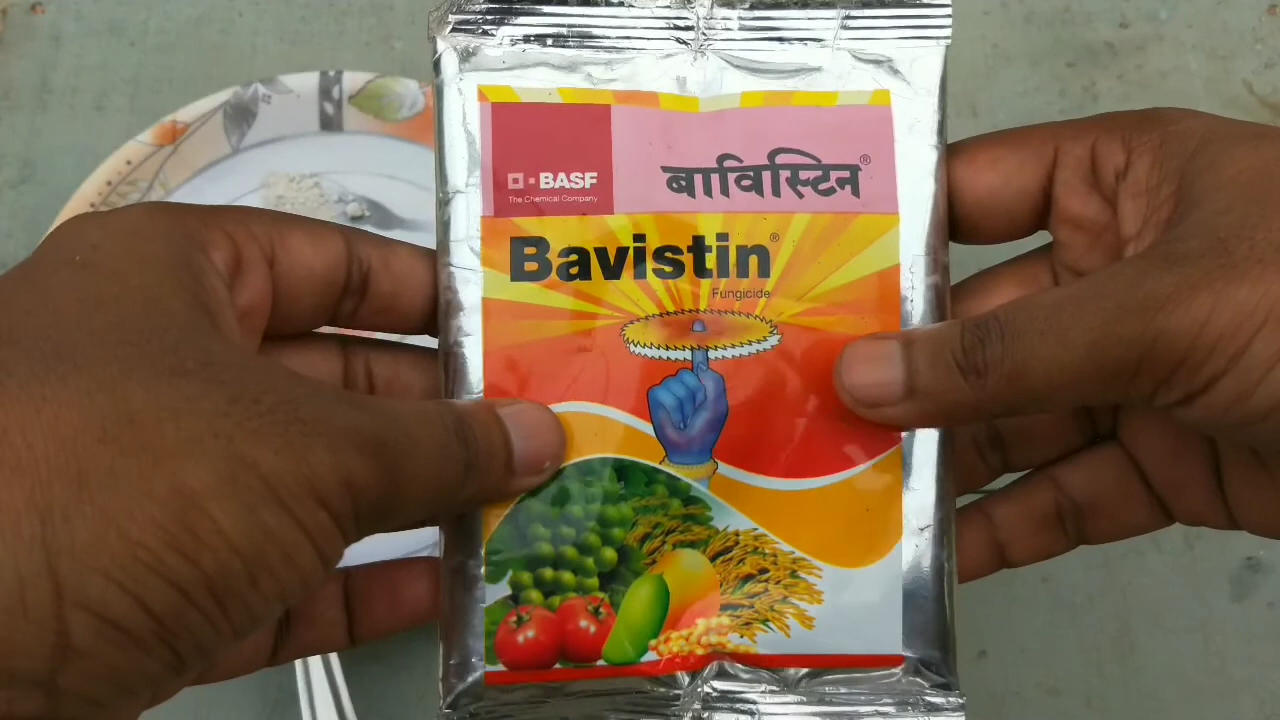 BASF
The Chemical Company
बाविस्टिन®
Bavistin®
Fungicide